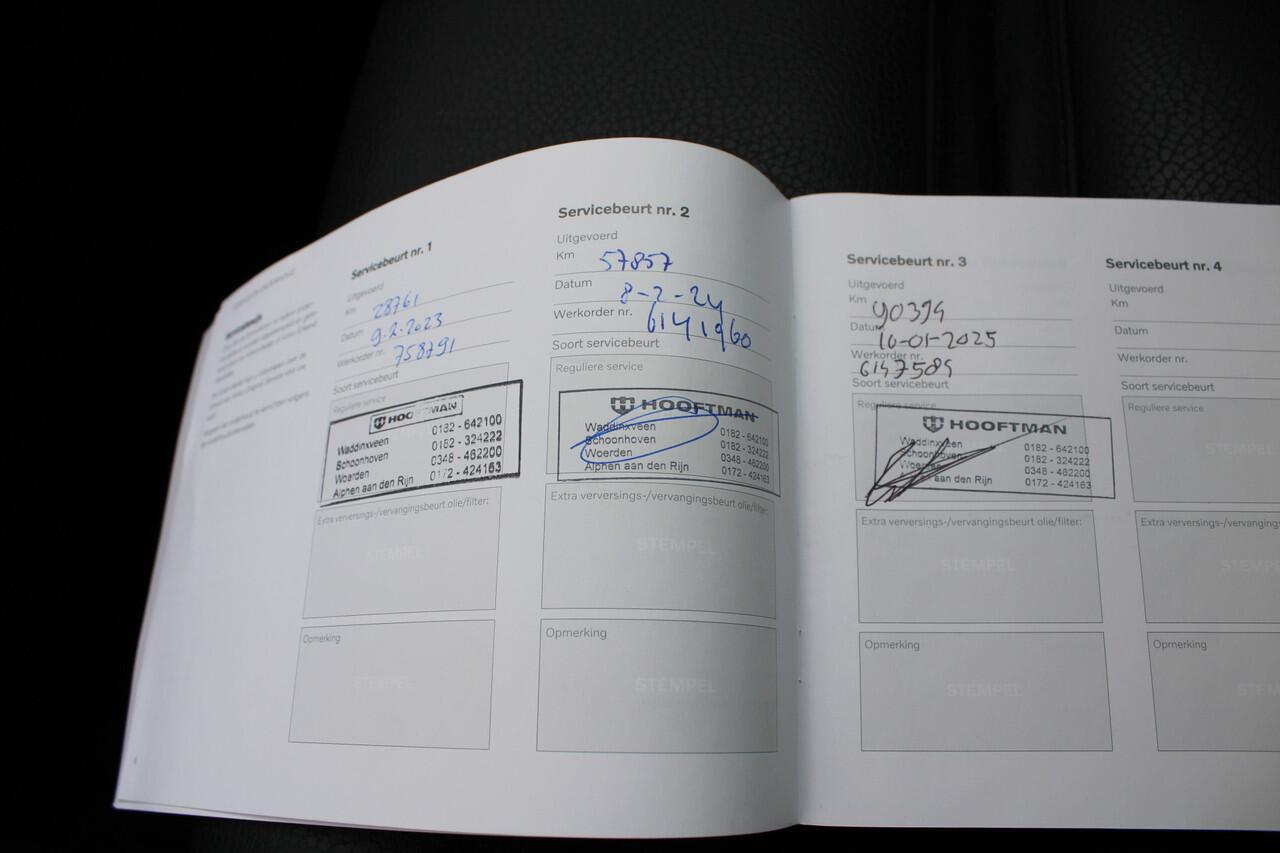 Servicebeurt nr. 1
Uitgevoerd
Km 28761
Datum 9-2-2023
Werkorder nr. 758791
Soort servicebeurt
Reguliere service
HOOFTMAN
Waddinxveen 0182 - 642100
Schoonhoven 0182 - 324222
Woerden 0348 - 462200
Alphen aan den Rijn 0172 - 424163
Extra verversings-/vervangingsbeurt olie/filter:
STEMPEL
Opmerking
STEMPEL
Servicebeurt nr. 2
Uitgevoerd
Km 57857
Datum 8-2-24
Werkorder nr. 6141960
Soort servicebeurt
Reguliere service
HOOFTMAN
Waddinxveen 0182 - 642100
Schoonhoven 0182 - 324222
Woerden 0348 - 462200
Alphen aan den Rijn 0172 - 424163
Extra verversings-/vervangingsbeurt olie/filter:
STEMPEL
Opmerking
STEMPEL
Servicebeurt nr. 3
Uitgevoerd
Km 90394
Datum 16-01-2025
Werkorder nr.
6147589
Soort servicebeurt
Reguliere service
HOOFTMAN
Waddinxveen 0182 - 642100
Schoonhoven 0182 - 324222
Woerden 0348 - 462200
aan den Rijn 0172 - 424163
Extra verversings-/vervangingsbeurt olie/filter:
STEMPEL
Opmerking
STEMPEL
Servicebeurt nr. 4
Uitgevoerd
Km
Datum
Werkorder nr.
Soort servicebeurt
Reguliere service
Extra verversings-/vervangings
Opmerking